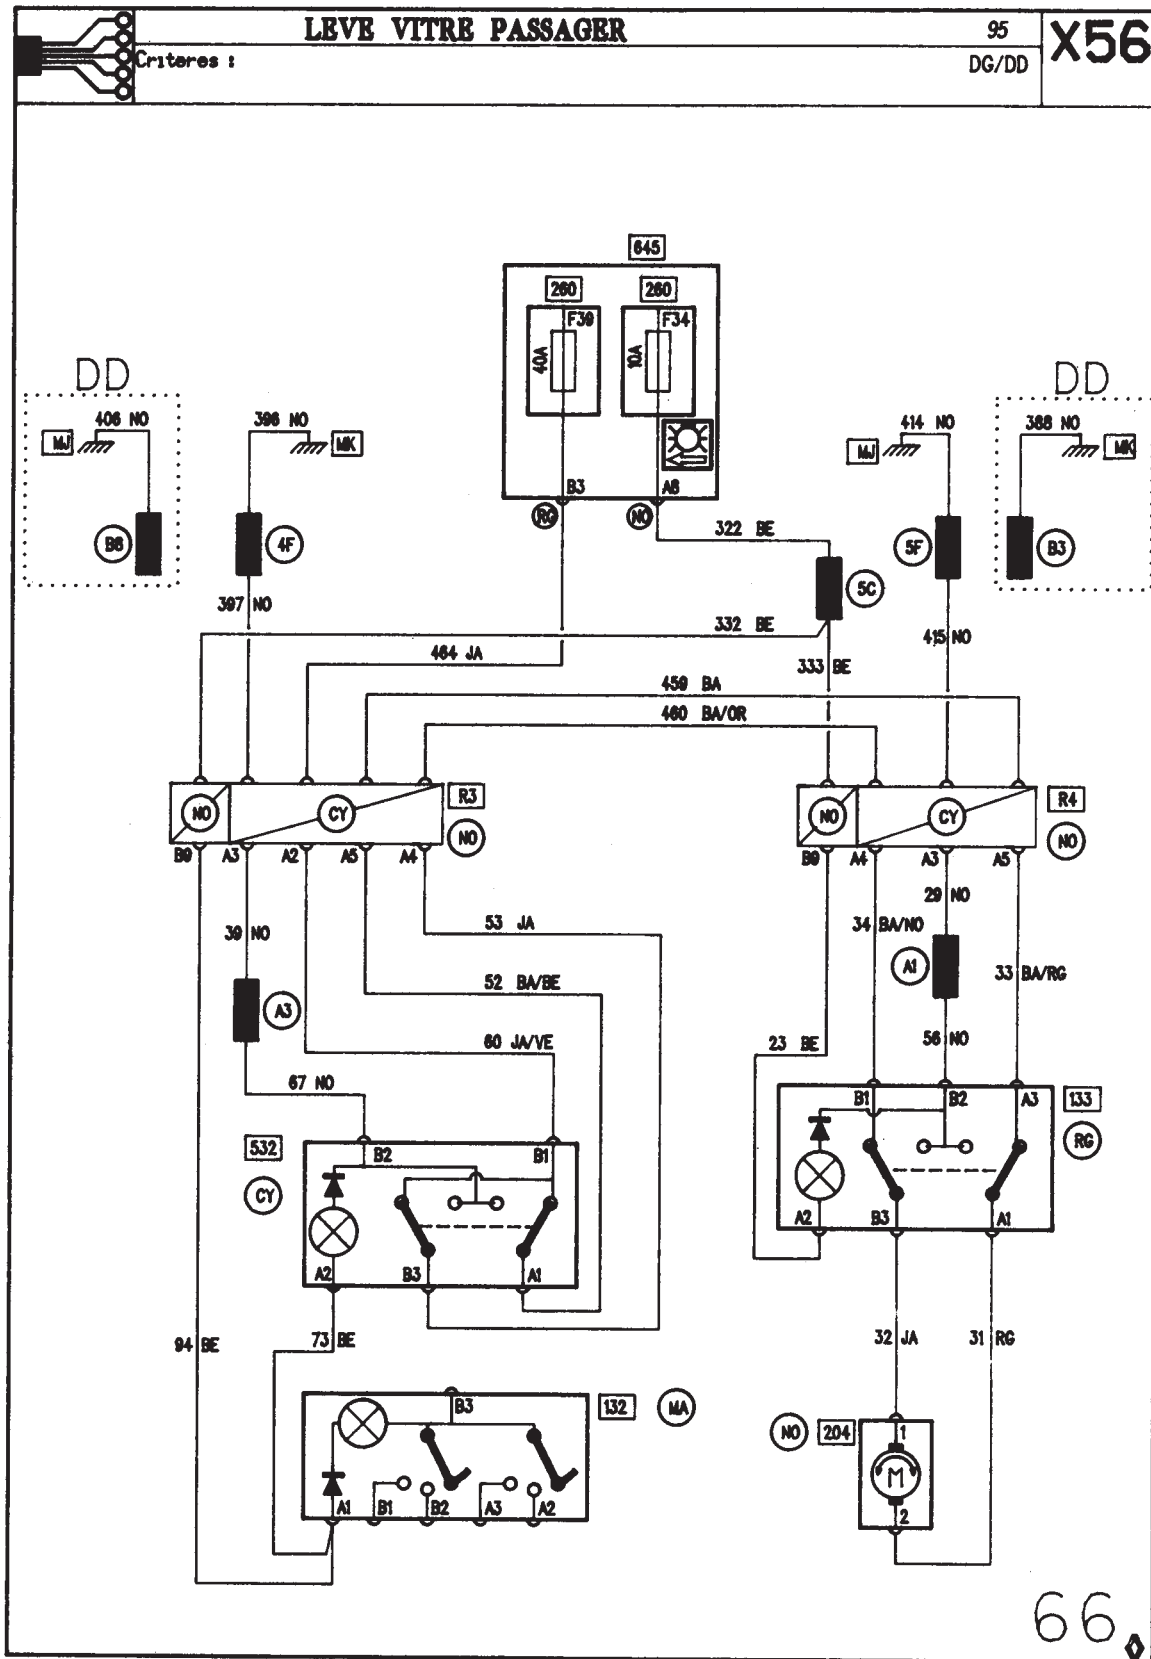 LEVE VITRE PASSAGER
95
X56
Criteres :
DG/DD
645
260
260
F39
F34
40A
10A
DD
DD
406 NO
396 NO
414 NO
388 NO
MJ
MK
MJ
MK
B3
A8
RG
NO
322 BE
B6
4F
5F
B3
5C
397 NO
332 BE
415 NO
464 JA
333 BE
459 BA
460 BA/OR
NO
CY
R3
NO
NO
CY
R4
NO
B9
A3
A2
A5
A4
B9
A4
A3
A5
29 NO
53 JA
34 BA/NO
39 NO
A1
33 BA/RG
52 BA/BE
A3
60 JA/VE
23 BE
56 NO
67 NO
B1
B2
A3
133
RG
532
B2
B1
CY
A2
B3
A1
A2
B3
A1
94 BE
73 BE
32 JA
31 RG
B3
132
MA
NO
204
1
M
2
A1
B1
B2
A3
A2
66